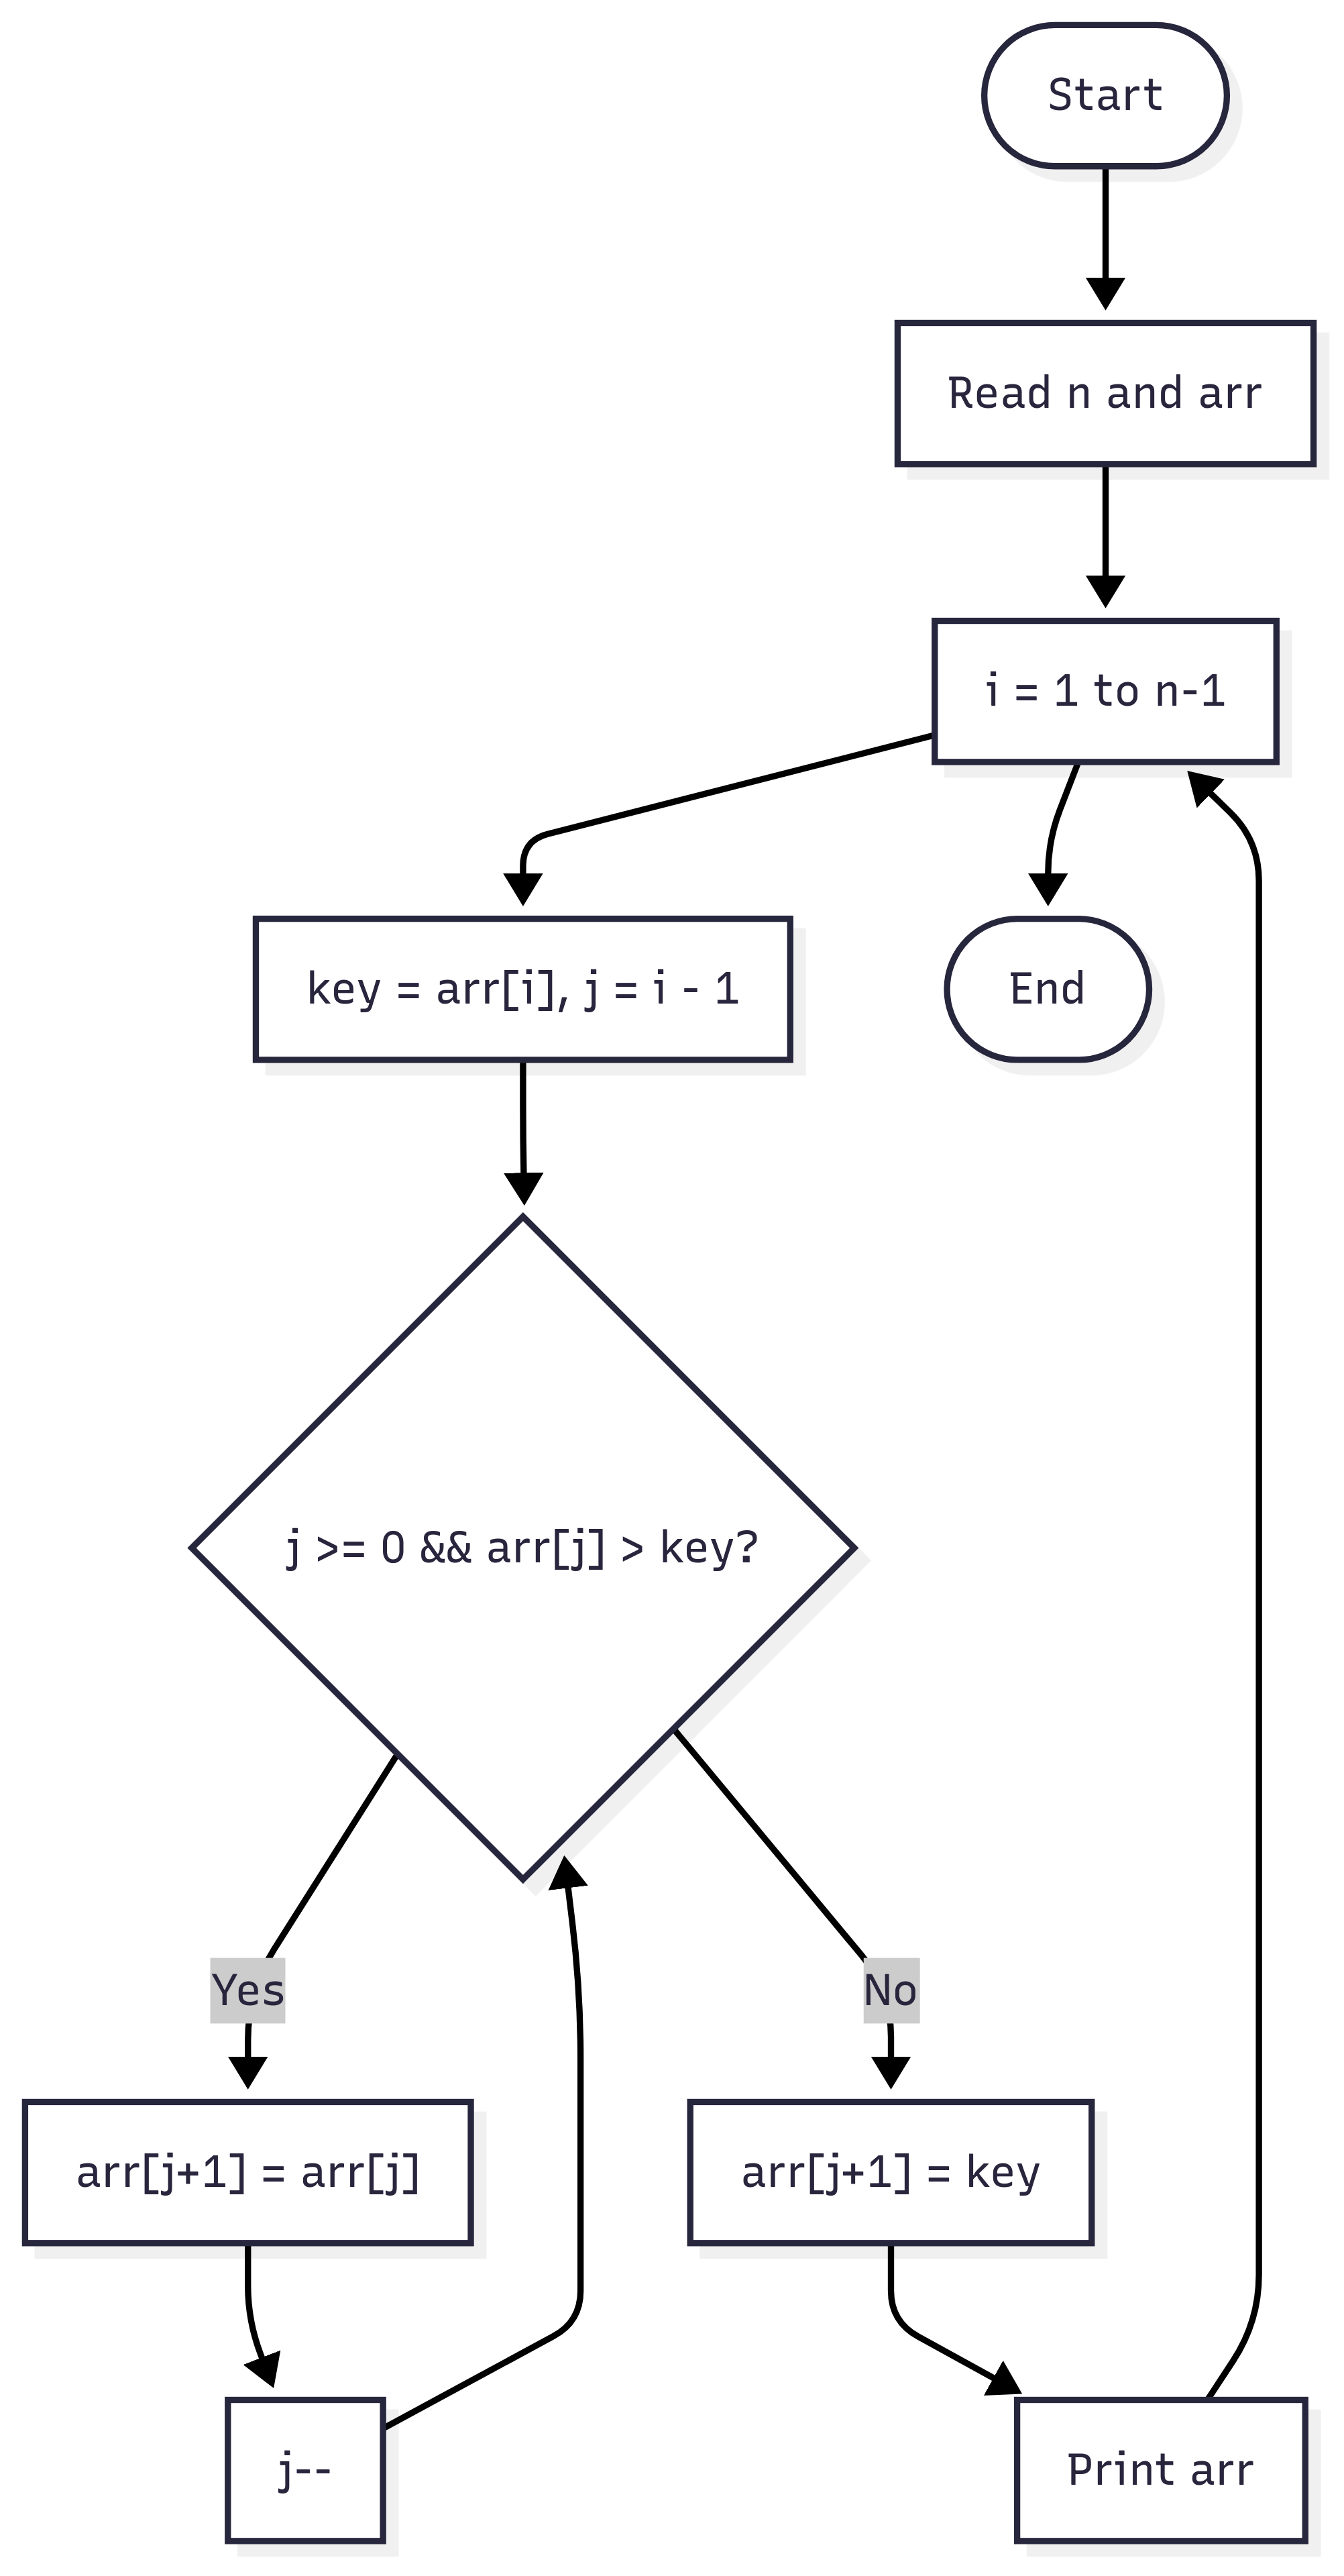 Start
Read n and arr
i = 1 to n-1
key = arr[i], j = i - 1
End
j >= 0 && arr[j] > key?
Yes
No
arr[j+1] = arr[j]
arr[j+1] = key
j--
Print arr